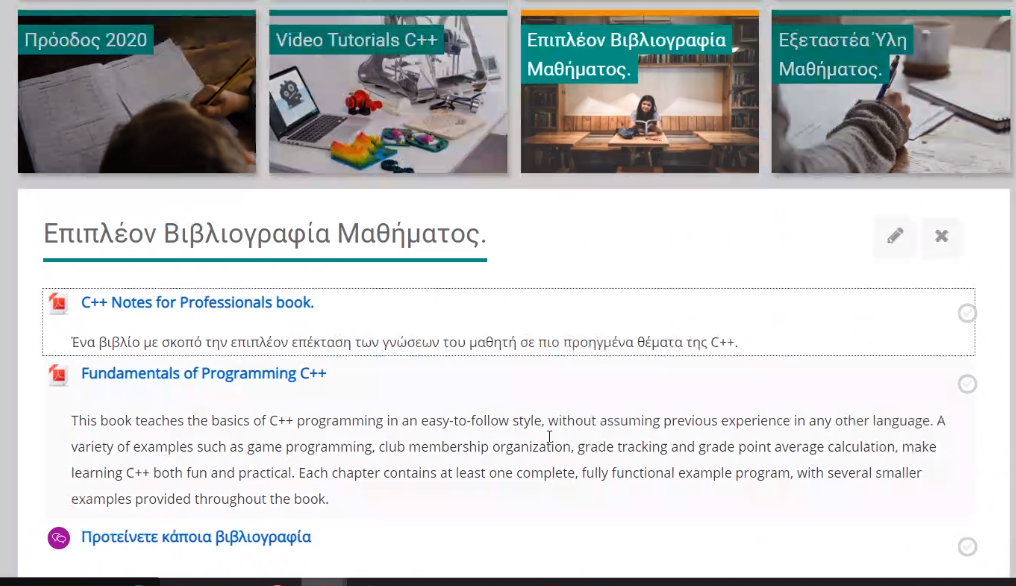 Πρόοδος 2020
Video Tutorials C++
Επιπλέον Βιβλιογραφία
Μαθήματος.
Εξεταστέα Ύλη
Μαθήματος.
Επιπλέον Βιβλιογραφία Μαθήματος.
C++ Notes for Professionals book.
Ένα βιβλίο με σκοπό την επιπλέον επέκταση των γνώσεων του μαθητή σε πιο προηγμένα θέματα της C++.
Fundamentals of Programming C++
This book teaches the basics of C++ programming in an easy-to-follow style, without assuming previous experience in any other language. A
variety of examples such as game programming, club membership organization, grade tracking and grade point average calculation, make
learning C++ both fun and practical. Each chapter contains at least one complete, fully functional example program, with several smaller
examples provided throughout the book.
Προτείνετε κάποια βιβλιογραφία